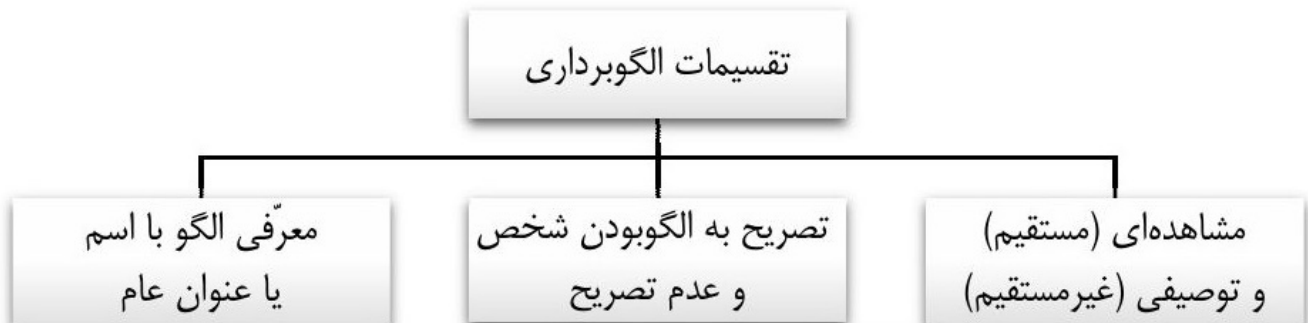 تقسیمات الگوبرداری
مشاهده‌ای (مستقیم)
و توصیفی (غیرمستقیم)
تصریح به الگوبودن شخص
و عدم تصریح
معرّفی الگو با اسم
یا عنوان عام